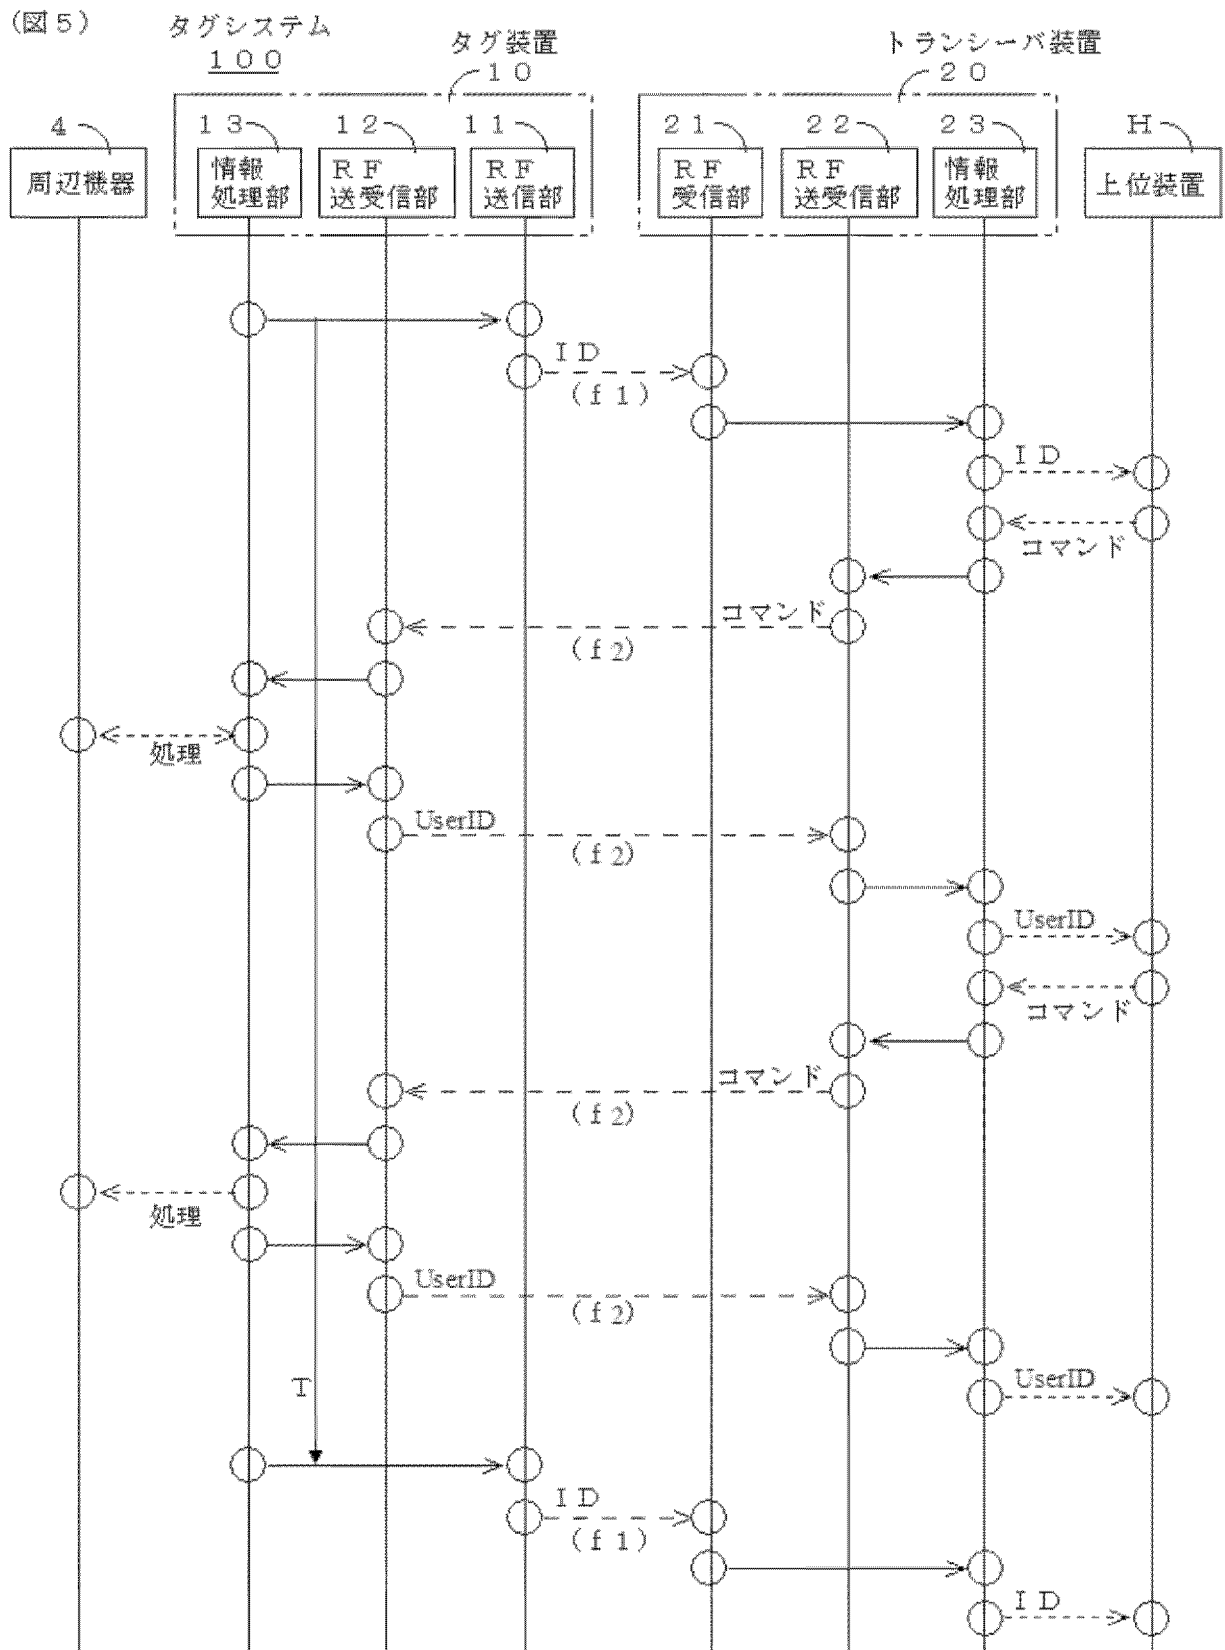 (図5)
タグシステム
100
タグ装置
10
トランシーバ装置
20
4
13
12
11
21
22
23
H
周辺機器
情報
処理部
RF
送受信部
RF
送信部
RF
受信部
RF
送受信部
情報
処理部
上位装置
ID
(f1)
ID
コマンド
コマンド
(f2)
処理
UserID
(f2)
UserID
コマンド
コマンド
(f2)
処理
UserID
(f2)
UserID
T
ID
(f1)
ID